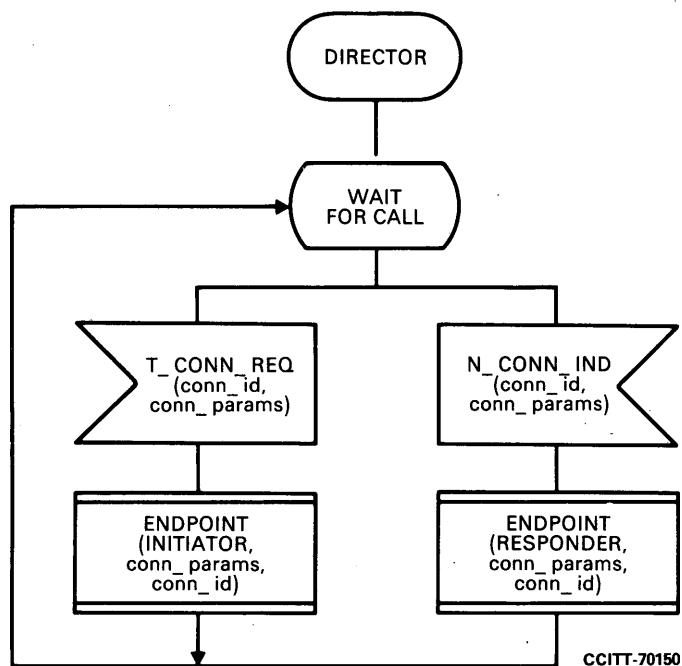 DIRECTOR
WAIT
FOR CALL
T_CONN_REQ
(conn_id,
conn_params)
N_CONN_IND
(conn_id,
conn_params)
ENDPOINT
(INITIATOR,
conn_params,
conn_id)
ENDPOINT
(RESPONDER,
conn_params,
conn_id)
CCITT-70150